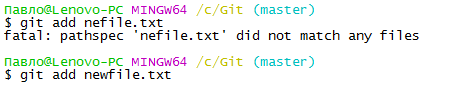 Павло@Lenovo-PC MINGW64 /c/Git (master)
$ git add nefile.txt
fatal: pathspec 'nefile.txt' did not match any files
Павло@Lenovo-PC MINGW64 /c/Git (master)
$ git add newfile.txt